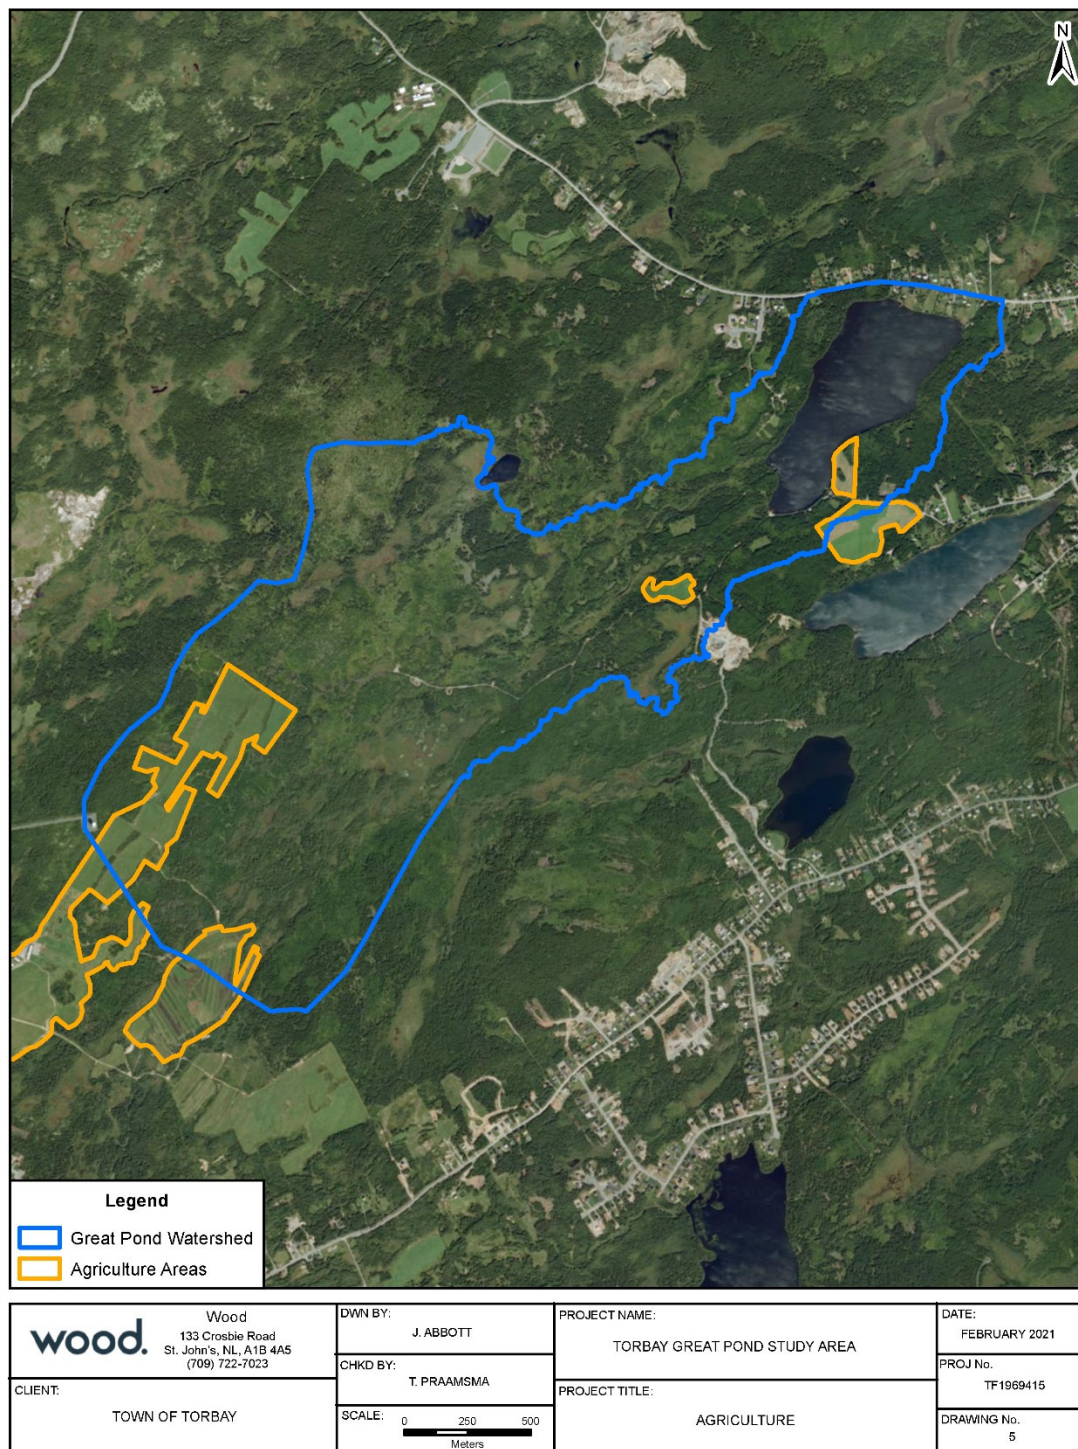 N
Legend
Great Pond Watershed
Agriculture Areas
wood.
Wood
133 Crosbie Road
St. John's, NL, A1B 4A5
(709) 722-7023
CLIENT:
TOWN OF TORBAY
DWN BY:
J. ABBOTT
CHKD BY:
T. PRAAMSMA
SCALE:
0 250 500
Meters
PROJECT NAME:
TORBAY GREAT POND STUDY AREA
PROJECT TITLE:
AGRICULTURE
DATE:
FEBRUARY 2021
PROJ No.
TF1969415
DRAWING No.
5